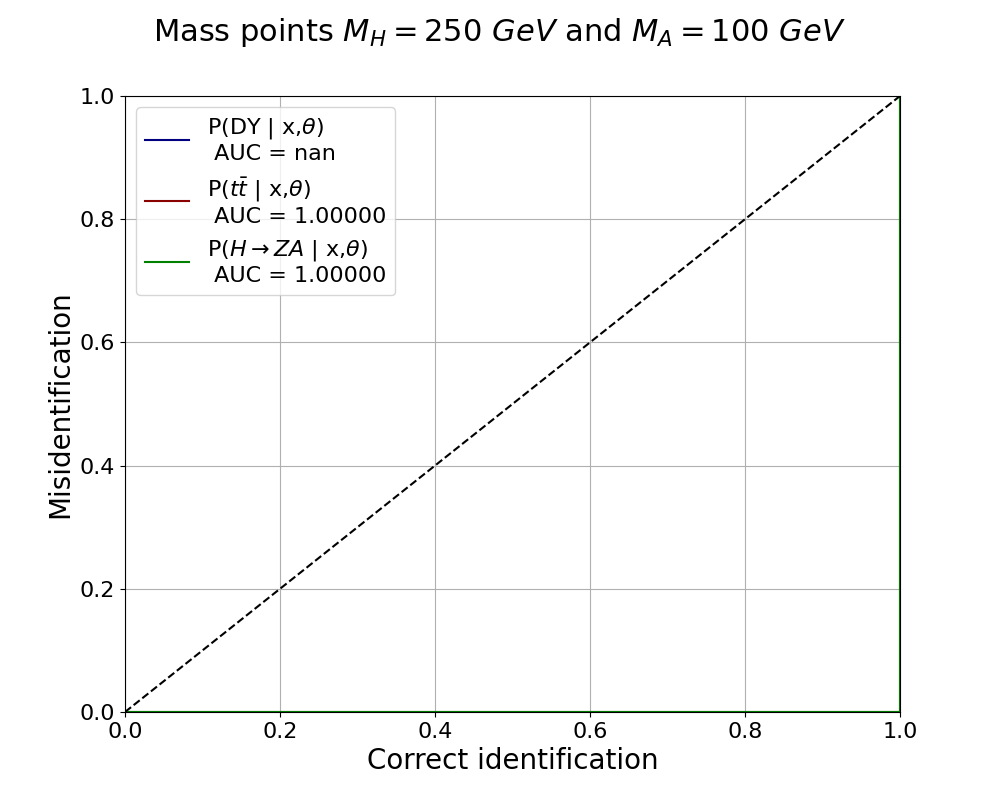 Mass points M_H = 250 GeV and M_A = 100 GeV
1.0
P(DY | x,θ)
AUC = nan
P(tt̄ | x,θ)
AUC = 1.00000
P(H → ZA | x,θ)
AUC = 1.00000
0.8
0.6
0.4
0.2
0.0
Misidentification
0.0 0.2 0.4 0.6 0.8 1.0
Correct identification